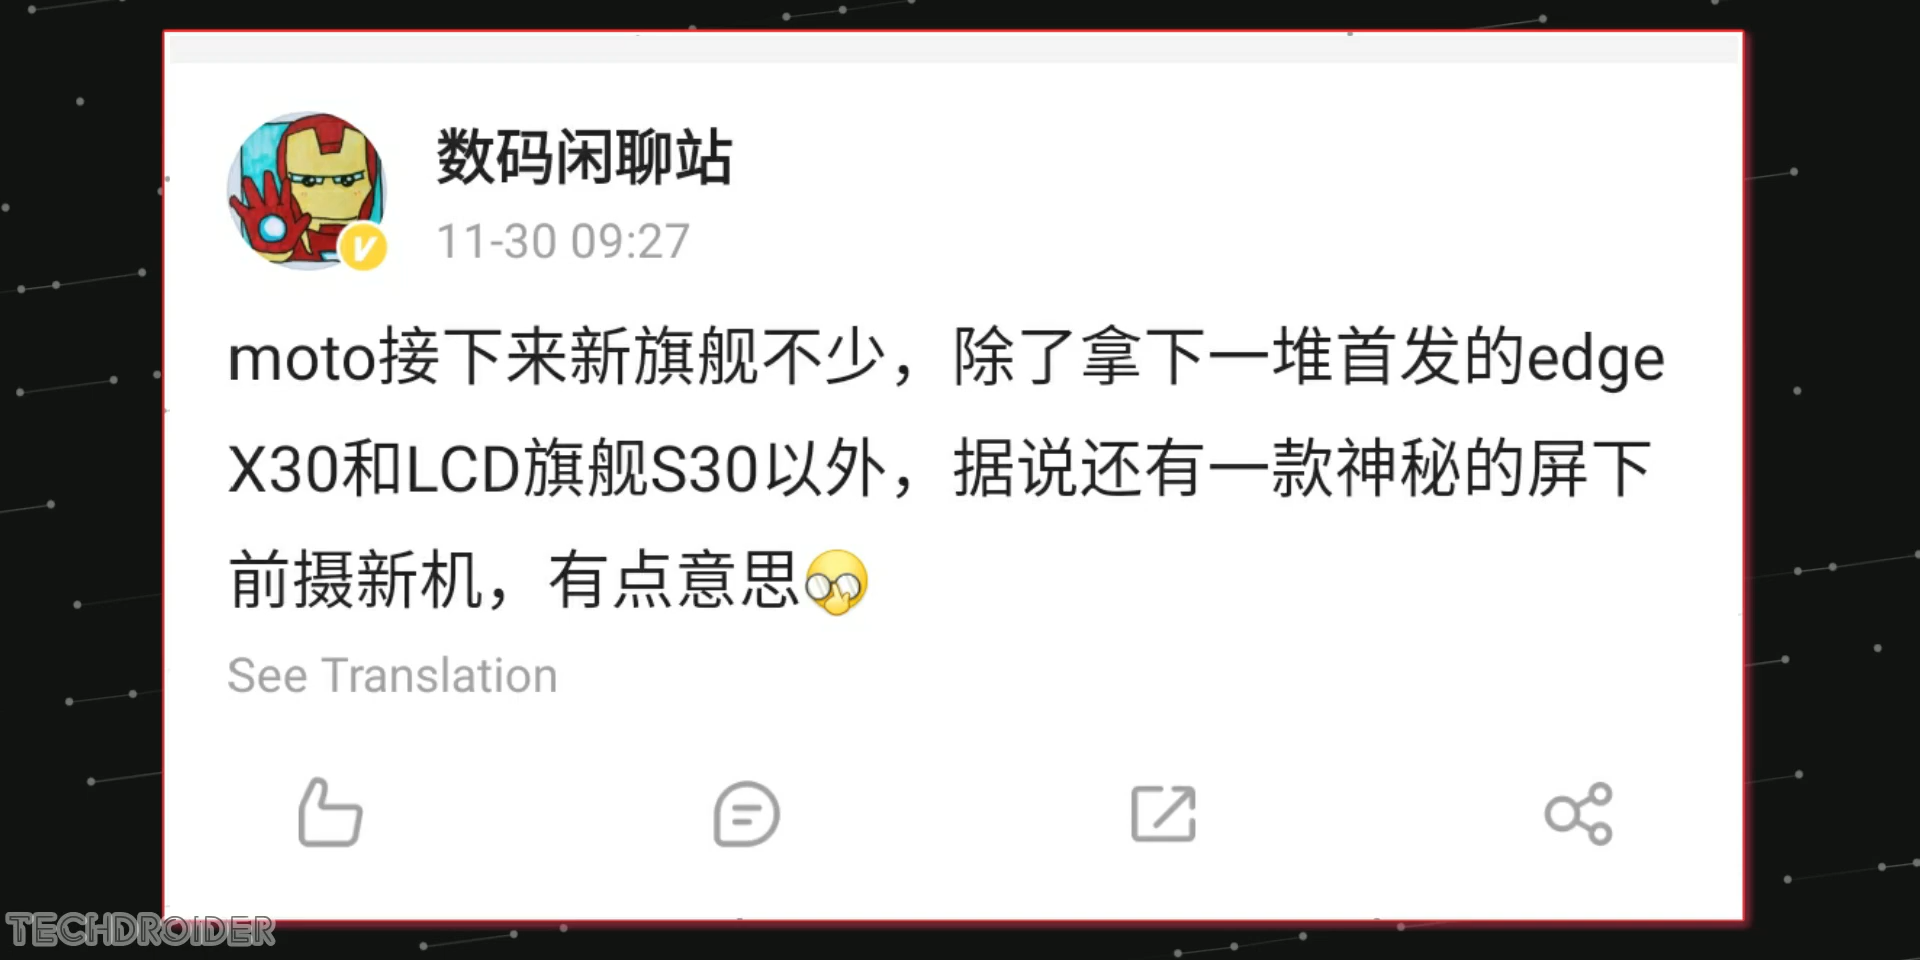 数码闲聊站
11-30 09:27
moto接下来新旗舰不少，除了拿下一堆首发的edge
X30和LCD旗舰S30以外，据说还有一款神秘的屏下
前摄新机，有点意思
See Translation
TECHDROIDER